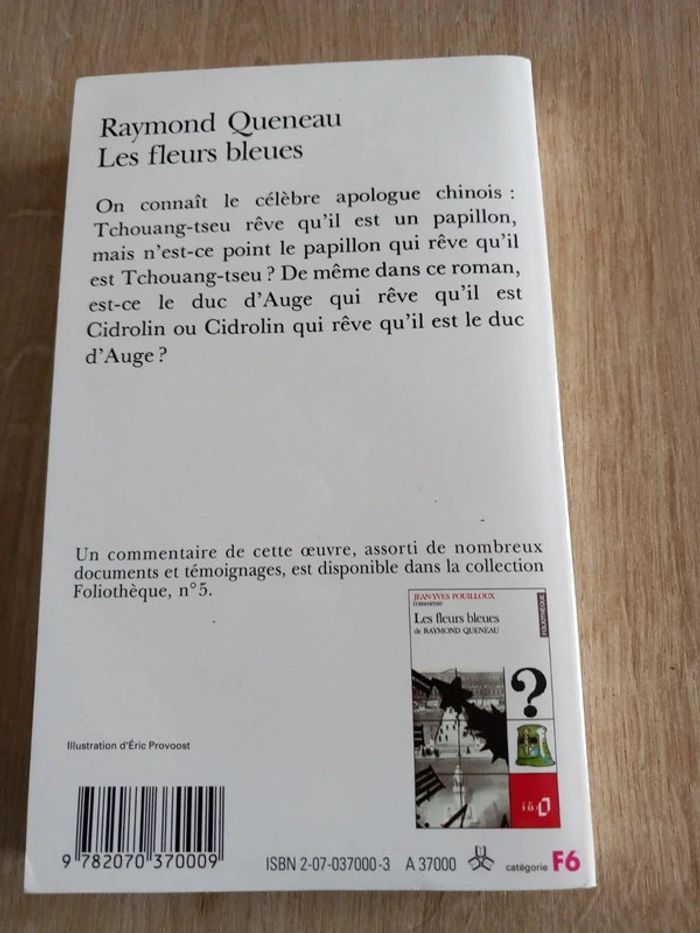 Raymond Queneau
Les fleurs bleues
On connaît le célèbre apologue chinois :
Tchouang-tseu rêve qu'il est un papillon,
mais n'est-ce point le papillon qui rêve qu'il
est Tchouang-tseu ? De même dans ce roman,
est-ce le duc d'Auge qui rêve qu'il est
Cidrolin ou Cidrolin qui rêve qu'il est le duc
d'Auge ?
Un commentaire de cette œuvre, assorti de nombreux
documents et témoignages, est disponible dans la collection
Foliothèque, n° 5.
JEAN-YVES POUILLOUX
commente
Les fleurs bleues
de RAYMOND QUENEAU
FOLIOTHÈQUE
?
Illustration d'Éric Provoost
9 782070 370009
ISBN 2-07-037000-3 A 37000 catégorie F6